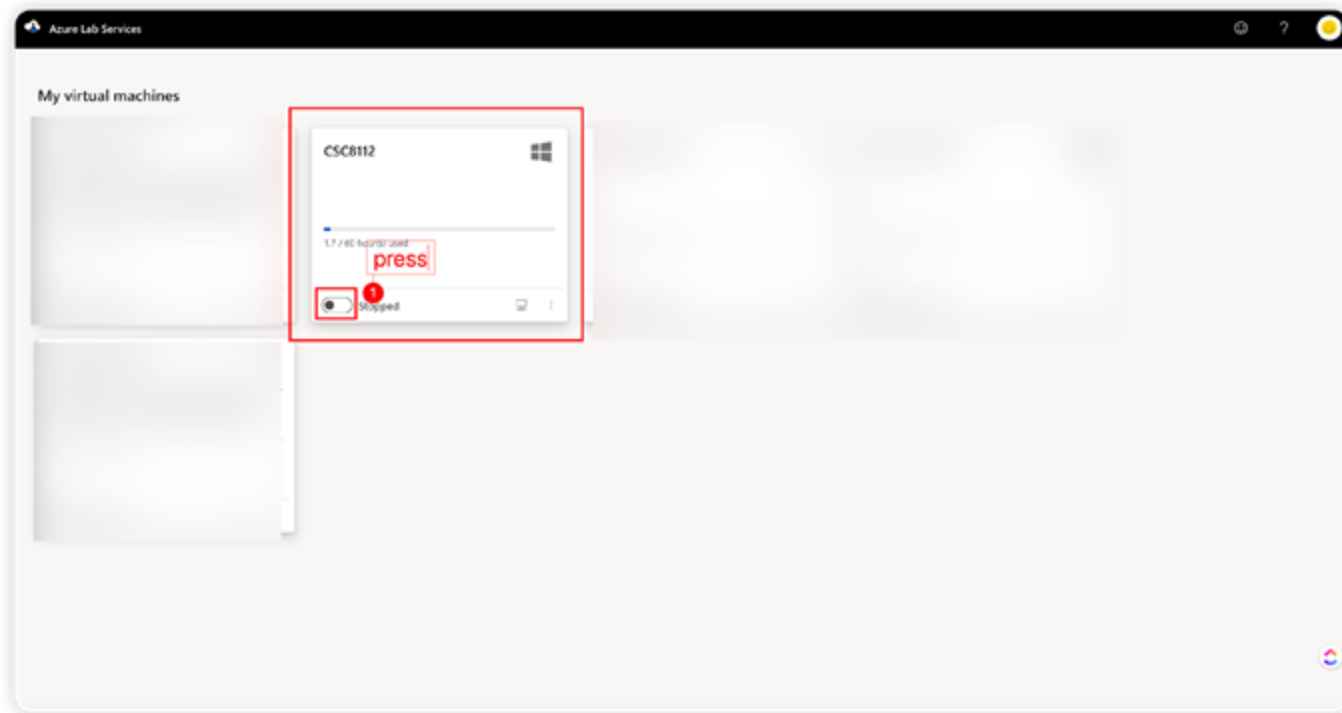 Azure Lab Services
?
My virtual machines
CSC8112
1.7 / 60 hour(s) used
press
1
Stopped